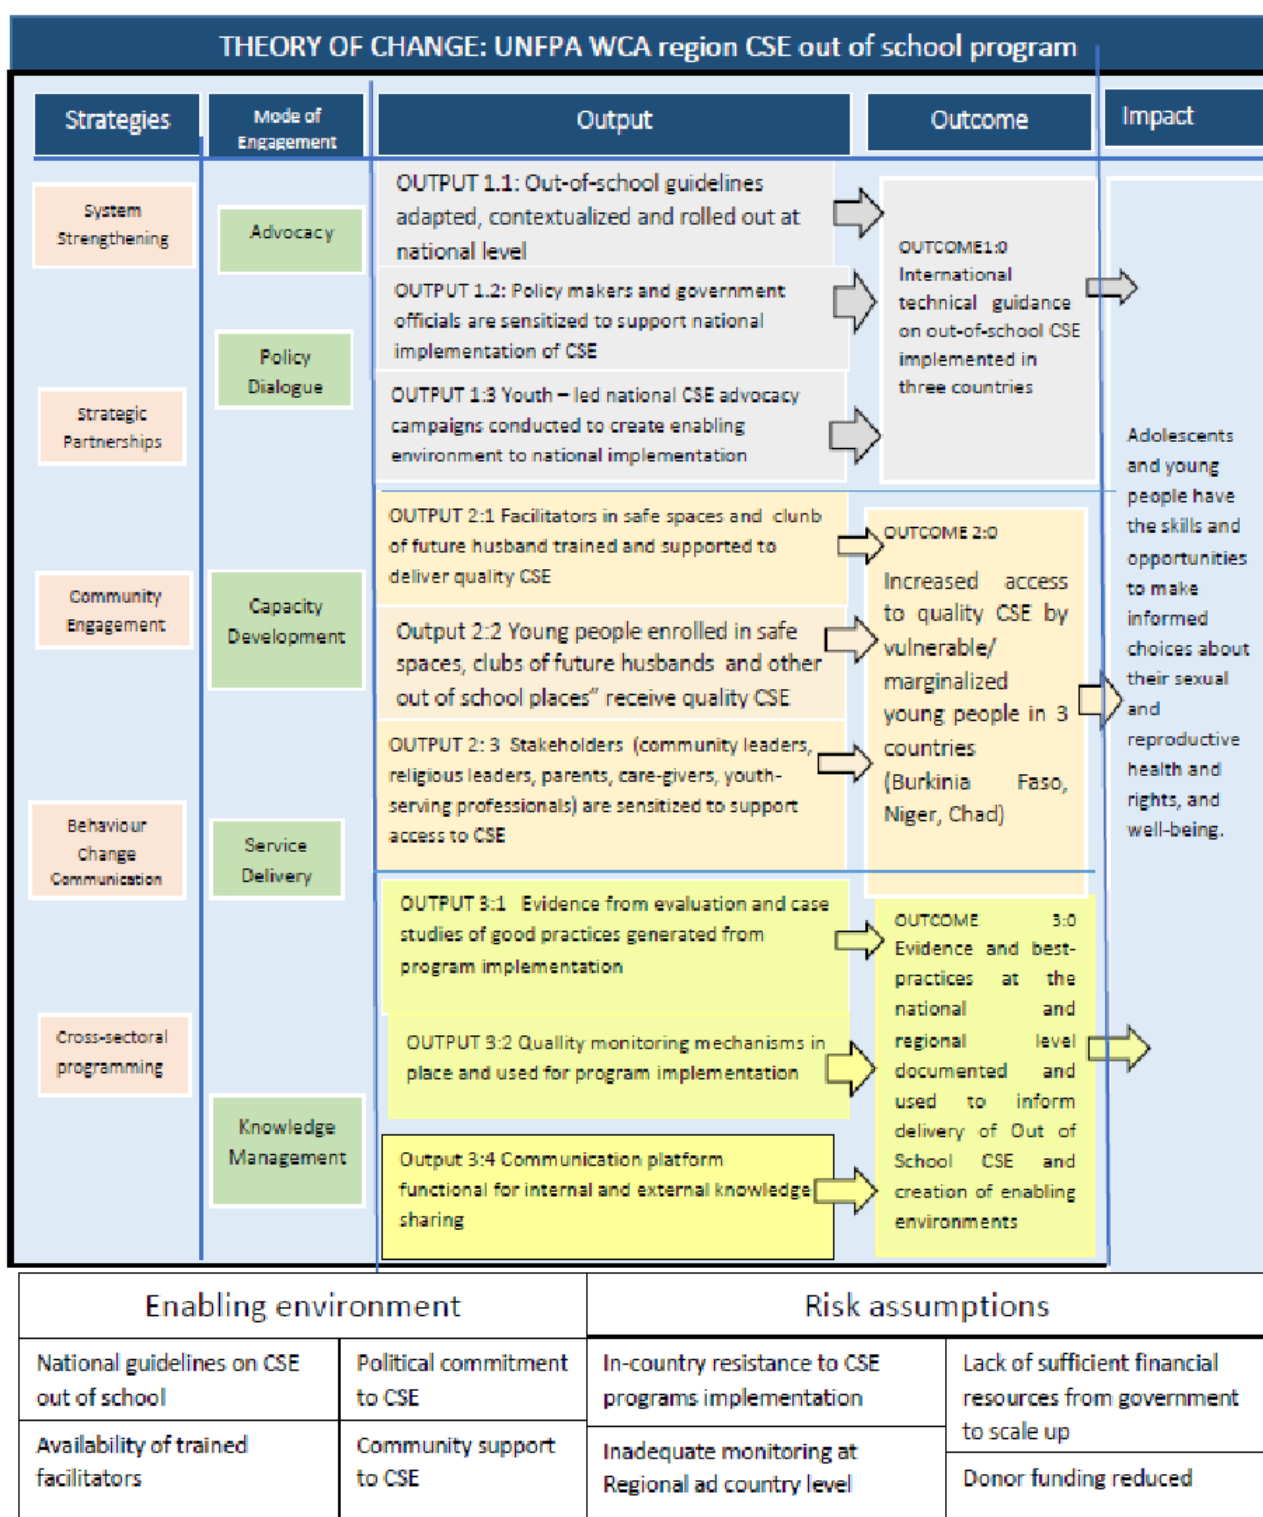 THEORY OF CHANGE: UNFPA WCA region CSE out of school program
Strategies
Mode of
Engagement
Output
Outcome
Impact
System
Strengthening
Strategic
Partnerships
Community
Engagement
Behaviour
Change
Communication
Cross-sectoral
programming
Advocacy
Policy
Dialogue
Capacity
Development
Service
Delivery
Knowledge
Management
OUTPUT 1.1: Out-of-school guidelines
adapted, contextualized and rolled out at
national level
OUTPUT 1.2: Policy makers and government
officials are sensitized to support national
implementation of CSE
OUTPUT 1:3 Youth – led national CSE advocacy
campaigns conducted to create enabling
environment to national implementation
OUTPUT 2:1 Facilitators in safe spaces and clunb
of future husband trained and supported to
deliver quality CSE
Output 2:2 Young people enrolled in safe
spaces, clubs of future husbands and other
out of school places” receive quality CSE
OUTPUT 2: 3 Stakeholders (community leaders,
religious leaders, parents, care-givers, youth-
serving professionals) are sensitized to support
access to CSE
OUTPUT 3:1 Evidence from evaluation and case
studies of good practices generated from
program implementation
OUTPUT 3:2 Quallity monitoring mechanisms in
place and used for program implementation
Output 3:4 Communication platform
functional for internal and external knowledge
sharing
OUTCOME1:0
International
technical guidance
on out-of-school CSE
implemented in
three countries
OUTCOME 2:0
Increased access
to quality CSE by
vulnerable/
marginalized
young people in 3
countries
(Burkinia Faso,
Niger, Chad)
OUTCOME 3:0
Evidence and best-
practices at the
national and
regional level
documented and
used to inform
delivery of Out of
School CSE and
creation of enabling
environments
Adolescents
and young
people have
the skills and
opportunities
to make
informed
choices about
their sexual
and
reproductive
health and
rights, and
well-being.
Enabling environment
National guidelines on CSE
out of school
Political commitment
to CSE
Availability of trained
facilitators
Community support
to CSE
Risk assumptions
In-country resistance to CSE
programs implementation
Lack of sufficient financial
resources from government
to scale up
Inadequate monitoring at
Regional ad country level
Donor funding reduced